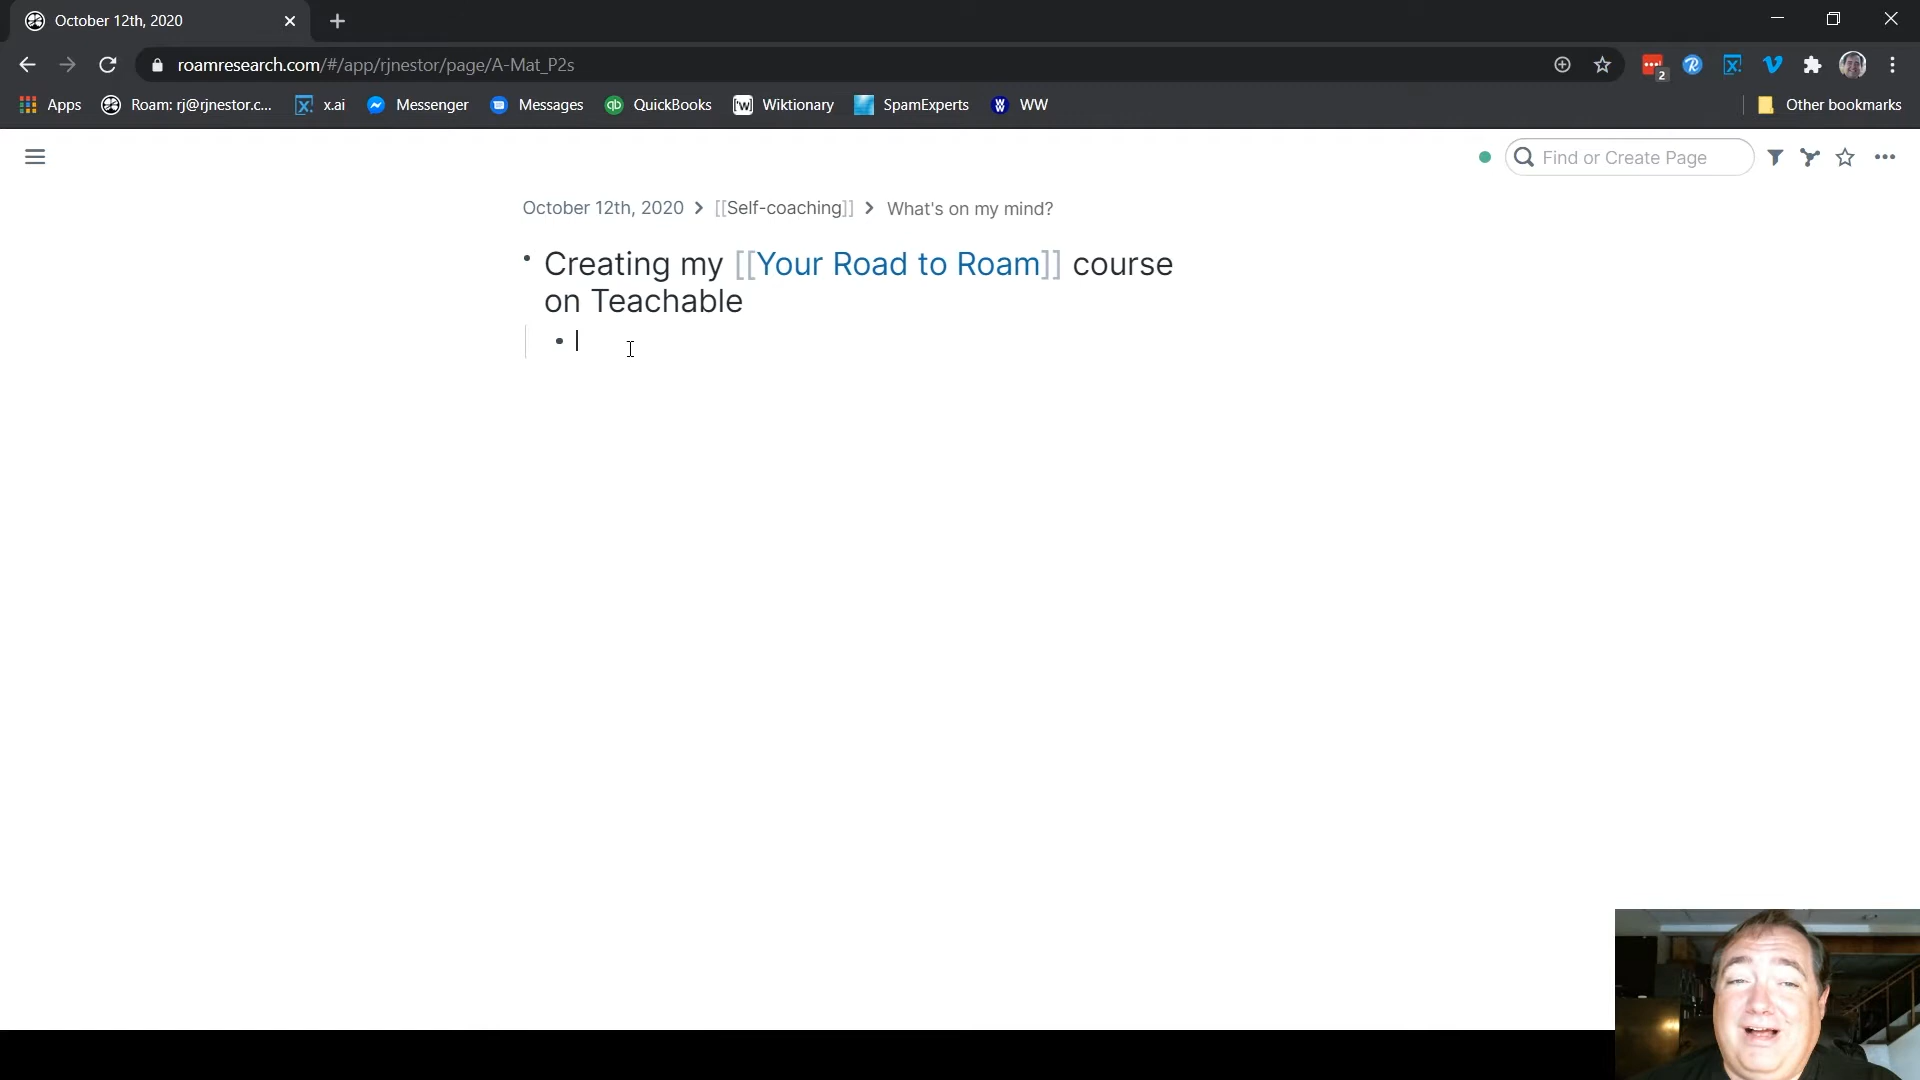 October 12th, 2020
roamresearch.com/#/app/rjnestor/page/A-Mat_P2s
2
Apps
Roam: rj@rjnestor.c...
x.ai
Messenger
Messages
QuickBooks
Wiktionary
SpamExperts
WW
Other bookmarks
Find or Create Page
October 12th, 2020 > [[Self-coaching]] > What's on my mind?
• Creating my [[Your Road to Roam]] course
on Teachable
•